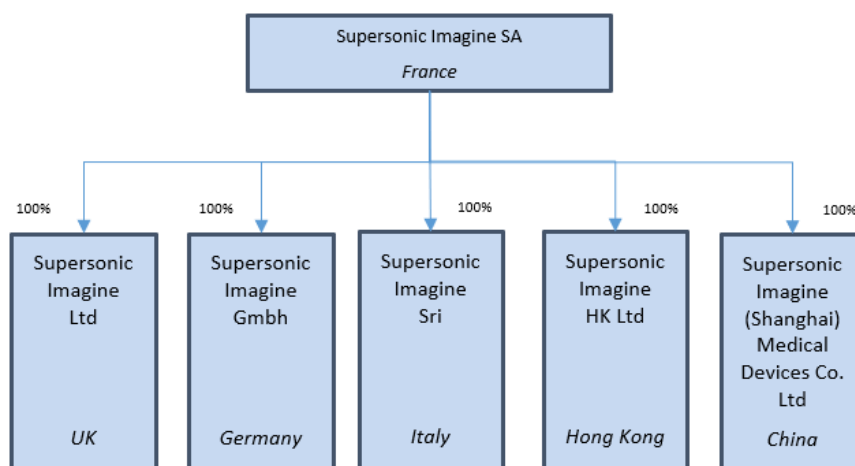 Supersonic Imagine SA
France
100%
100%
100%
100%
100%
Supersonic
Imagine
Ltd
UK
Supersonic
Imagine
Gmbh
Germany
Supersonic
Imagine
Sri
Italy
Supersonic
Imagine
HK Ltd
Hong Kong
Supersonic
Imagine
(Shanghai)
Medical
Devices Co.
Ltd
China